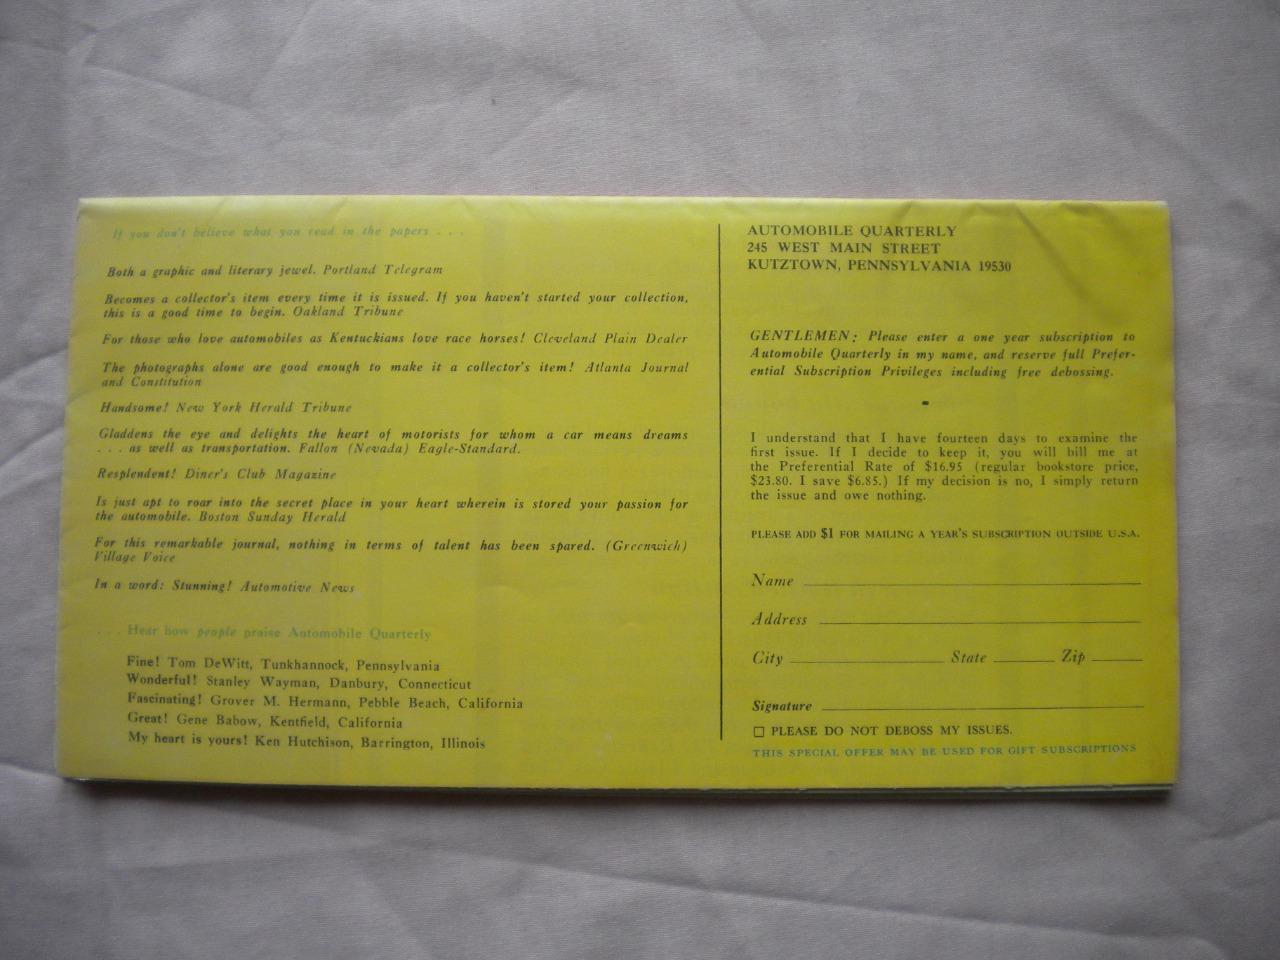 If you don't believe what you read in the papers . . .
Both a graphic and literary jewel. Portland Telegram
Becomes a collector's item every time it is issued. If you haven't started your collection,
this is a good time to begin. Oakland Tribune
For those who love automobiles as Kentuckians love race horses! Cleveland Plain Dealer
The photographs alone are good enough to make it a collector's item! Atlanta Journal
and Constitution
Handsome! New York Herald Tribune
Gladdens the eye and delights the heart of motorists for whom a car means dreams
. . . as well as transportation. Fallon (Nevada) Eagle-Standard.
Resplendent! Diner's Club Magazine
Is just apt to roar into the secret place in your heart wherein is stored your passion for
the automobile. Boston Sunday Herald
For this remarkable journal, nothing in terms of talent has been spared. (Greenwich)
Village Voice
In a word: Stunning! Automotive News
. . . Hear how people praise Automobile Quarterly
Fine! Tom DeWitt, Tunkhannock, Pennsylvania
Wonderful! Stanley Wayman, Danbury, Connecticut
Fascinating! Grover M. Hermann, Pebble Beach, California
Great! Gene Babow, Kentfield, California
My heart is yours! Ken Hutchison, Barrington, Illinois
AUTOMOBILE QUARTERLY
245 WEST MAIN STREET
KUTZTOWN, PENNSYLVANIA 19530
GENTLEMEN: Please enter a one year subscription to
Automobile Quarterly in my name, and reserve full Prefer-
ential Subscription Privileges including free debossing.
-
I understand that I have fourteen days to examine the
first issue. If I decide to keep it, you will bill me at
the Preferential Rate of $16.95 (regular bookstore price,
$23.80. I save $6.85.) If my decision is no, I simply return
the issue and owe nothing.
PLEASE ADD $1 FOR MAILING A YEAR'S SUBSCRIPTION OUTSIDE U.S.A.
Name
Address
City State Zip
Signature
☐ PLEASE DO NOT DEBOSS MY ISSUES.
THIS SPECIAL OFFER MAY BE USED FOR GIFT SUBSCRIPTIONS